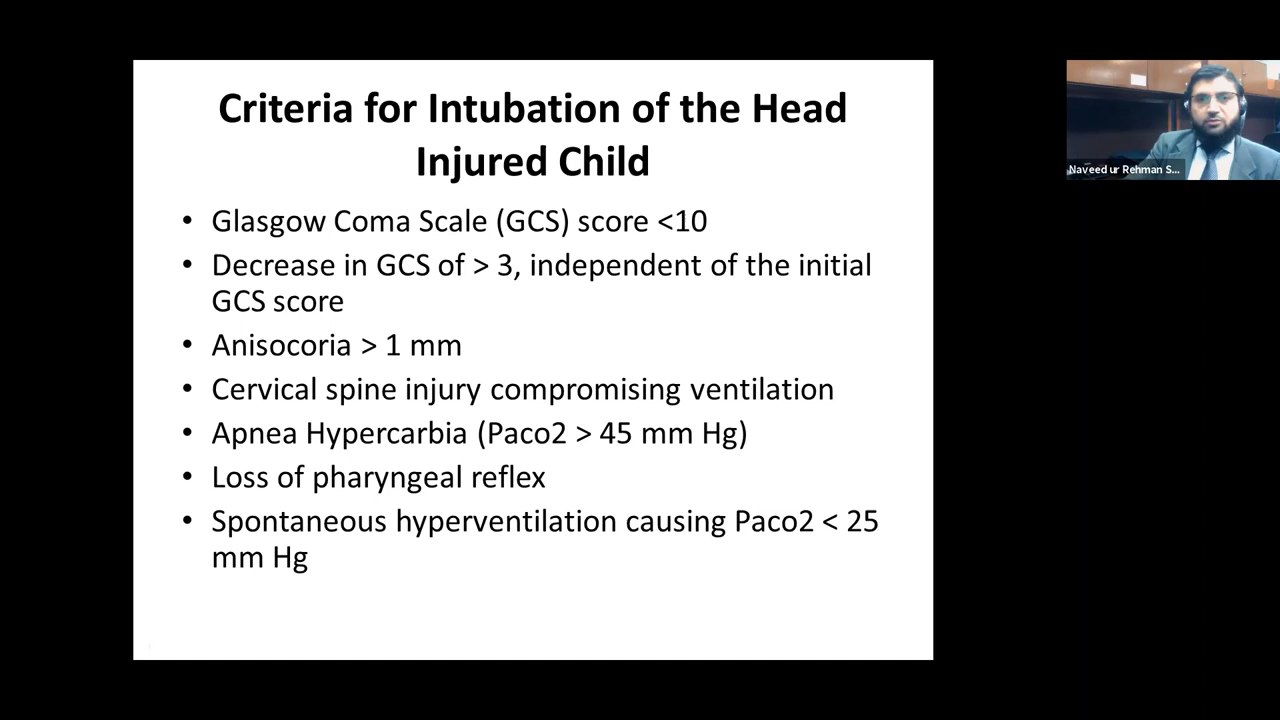 Criteria for Intubation of the Head
Injured Child
• Glasgow Coma Scale (GCS) score <10
• Decrease in GCS of > 3, independent of the initial
GCS score
• Anisocoria > 1 mm
• Cervical spine injury compromising ventilation
• Apnea Hypercarbia (Paco2 > 45 mm Hg)
• Loss of pharyngeal reflex
• Spontaneous hyperventilation causing Paco2 < 25
mm Hg
Naveed ur Rehman S...